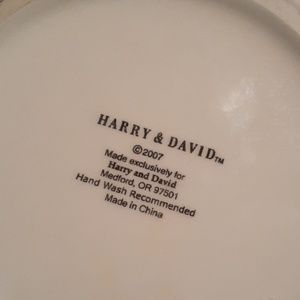 HARRY & DAVID™
©2007
Made exclusively for
Harry and David
Medford, OR 97501
Hand Wash Recommended
Made in China